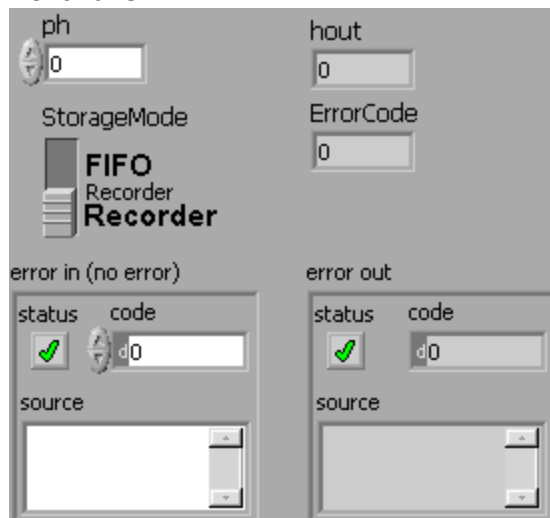 ph
hout
0
0
StorageMode
ErrorCode
0
FIFO
Recorder
Recorder
error in (no error)
error out
status code
status code
d0
d0
source
source